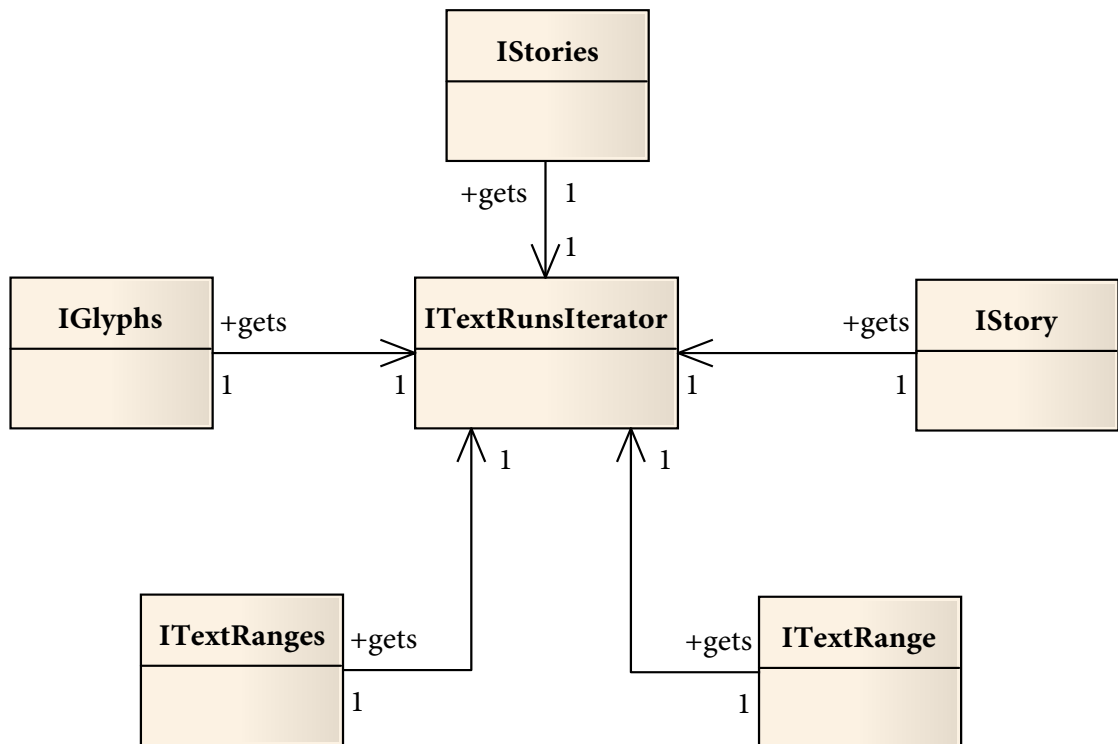 IStories
+gets 1
1
IGlyphs
+gets
1
1
ITextRunsIterator
1
+gets
1
IStory
1
1
ITextRanges
+gets
1
+gets
1
ITextRange